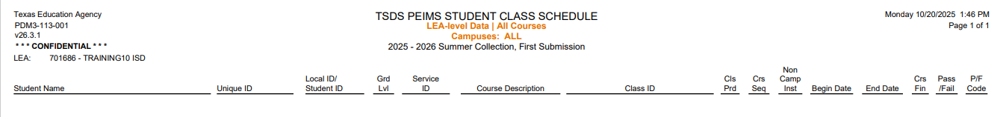 Texas Education Agency
PDM3-113-001
v26.3.1
* * * CONFIDENTIAL * * *
LEA: 701686 - TRAINING10 ISD
TSDS PEIMS STUDENT CLASS SCHEDULE
LEA-level Data | All Courses
Campuses: ALL
2025 - 2026 Summer Collection, First Submission
Monday 10/20/2025 1:46 PM
Page 1 of 1
Non
Local ID/ Grd Service Cls Crs Camp Crs Pass P/F
Student Name Unique ID Student ID Lvl ID Course Description Class ID Prd Seq Inst Begin Date End Date Fin /Fail Code